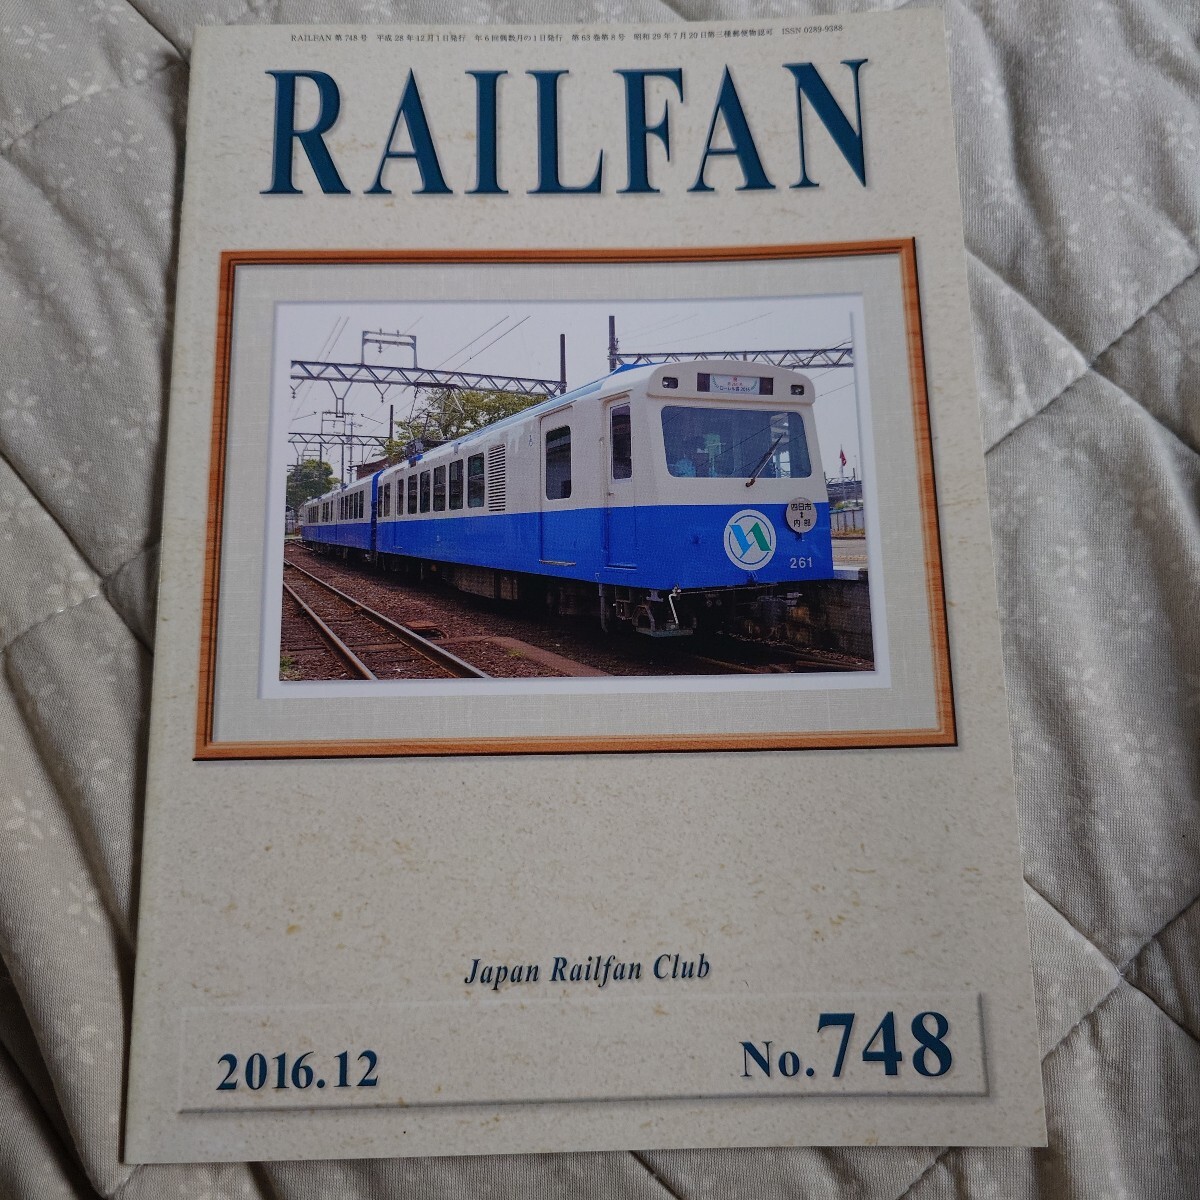 RAILFAN 第748号 平成28年12月1日発行 年6回偶数月の1日発行 第63巻第8号 昭和29年7月20日第三種郵便物認可 ISSN 0289-9388
RAILFAN
四日市
内部
261
Japan Railfan Club
2016.12
No.748